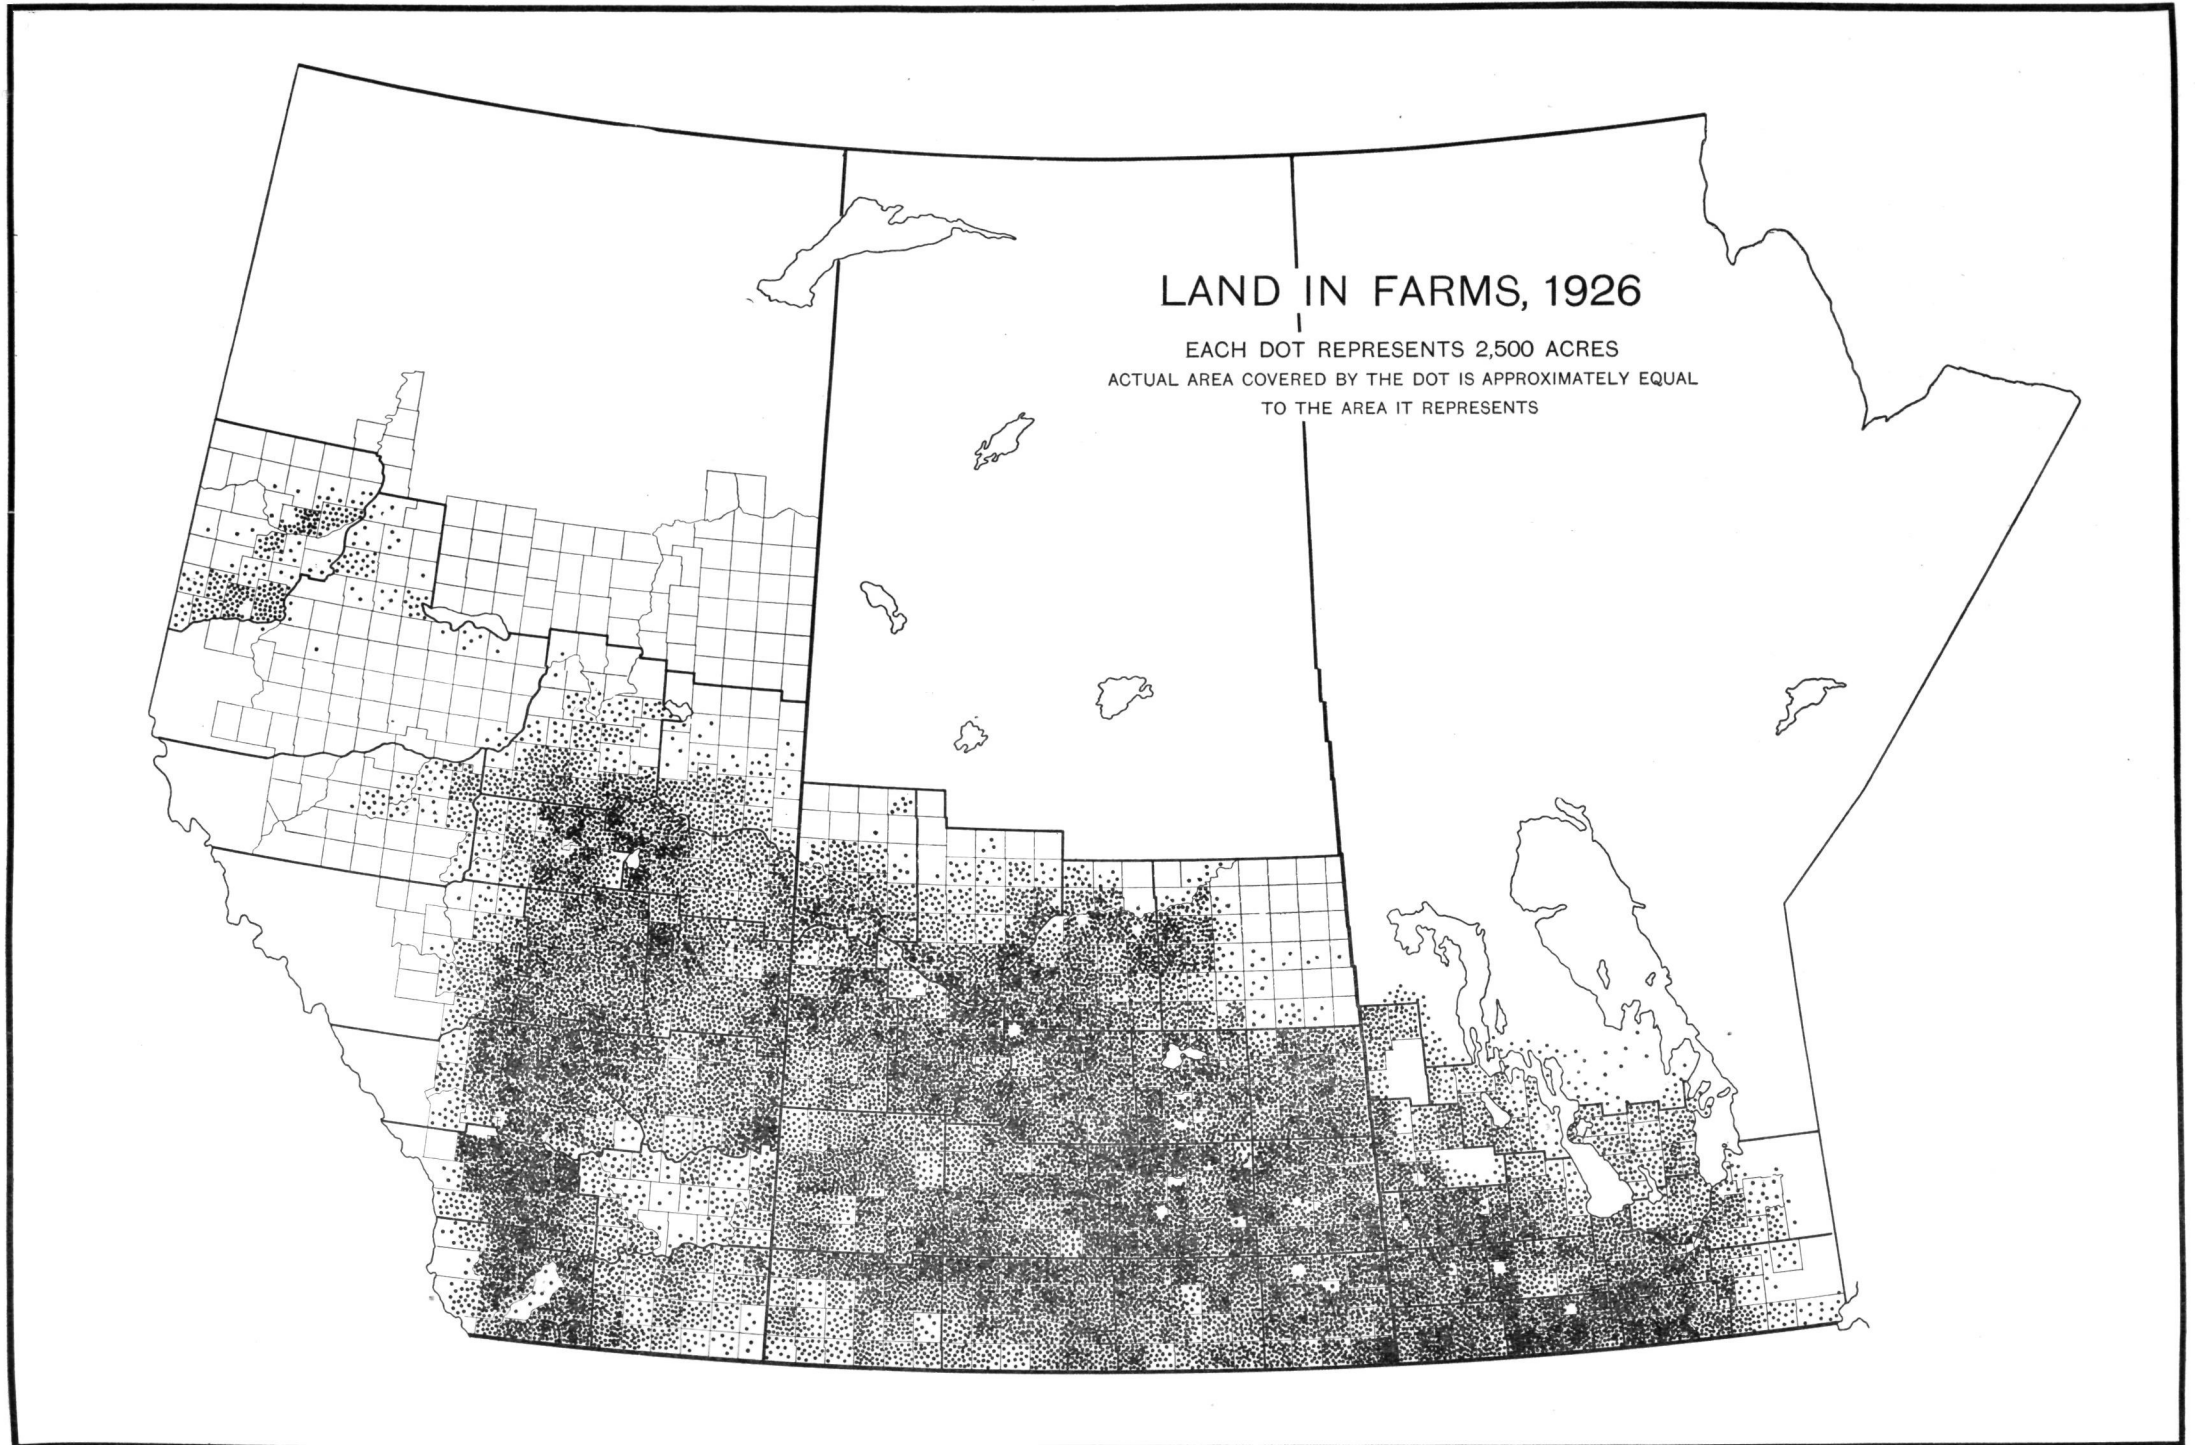 LAND IN FARMS, 1926
EACH DOT REPRESENTS 2,500 ACRES
ACTUAL AREA COVERED BY THE DOT IS APPROXIMATELY EQUAL
TO THE AREA IT REPRESENTS